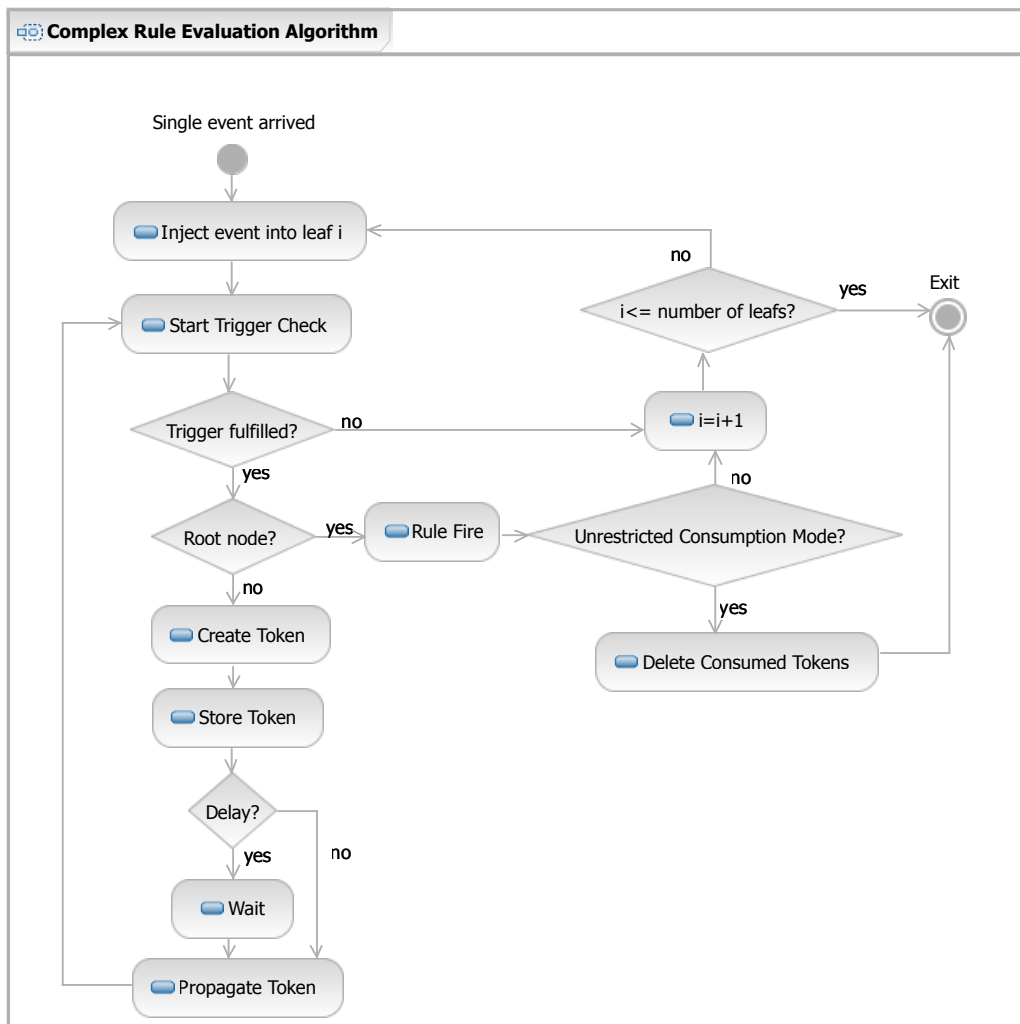 Complex Rule Evaluation Algorithm
Single event arrived
Inject event into leaf i
no
i<= number of leafs?
yes
Exit
Start Trigger Check
Trigger fulfilled?
no
i=i+1
yes
Root node?
yes
Rule Fire
no
Unrestricted Consumption Mode?
no
yes
Create Token
Delete Consumed Tokens
Store Token
Delay?
no
yes
Wait
Propagate Token